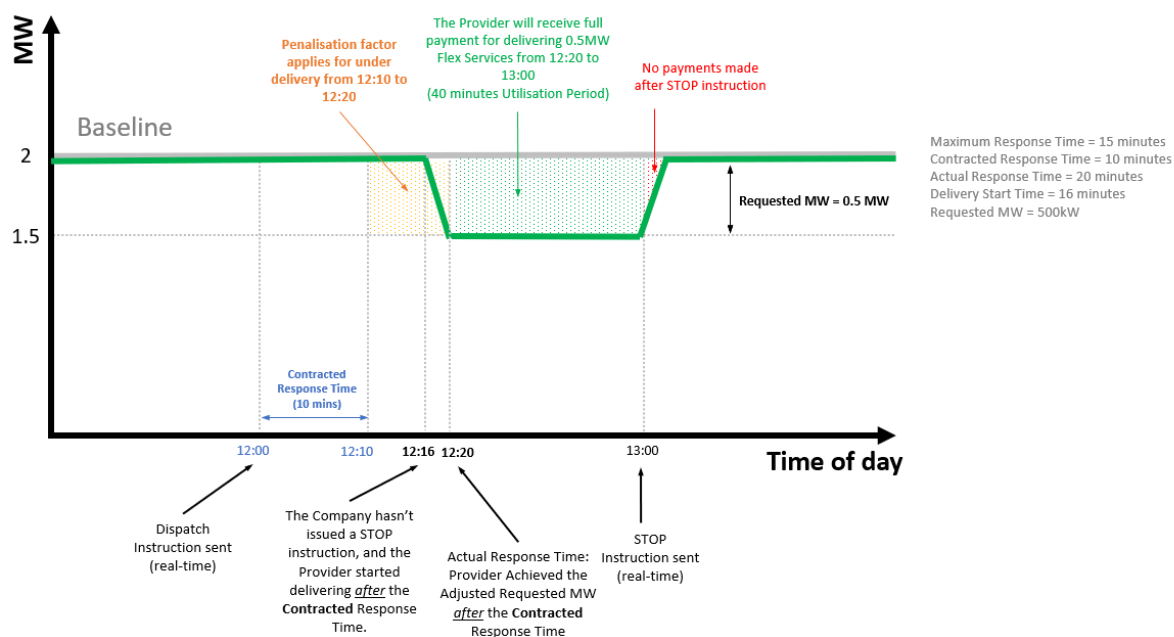 MW
Penalisation factor
applies for under
delivery from 12:10 to
12:20
The Provider will receive full
payment for delivering 0.5MW
Flex Services from 12:20 to
13:00
(40 minutes Utilisation Period)
No payments made
after STOP instruction
Baseline
2
1.5
Requested MW = 0.5 MW
Maximum Response Time = 15 minutes
Contracted Response Time = 10 minutes
Actual Response Time = 20 minutes
Delivery Start Time = 16 minutes
Requested MW = 500kW
Contracted
Response Time
(10 mins)
12:00
12:10
12:16
12:20
13:00
Time of day
Dispatch
Instruction sent
(real-time)
The Company hasn't
issued a STOP
instruction, and the
Provider started
delivering after the
Contracted Response
Time.
Actual Response Time:
Provider Achieved the
Adjusted Requested MW
after the Contracted
Response Time
STOP
Instruction sent
(real-time)